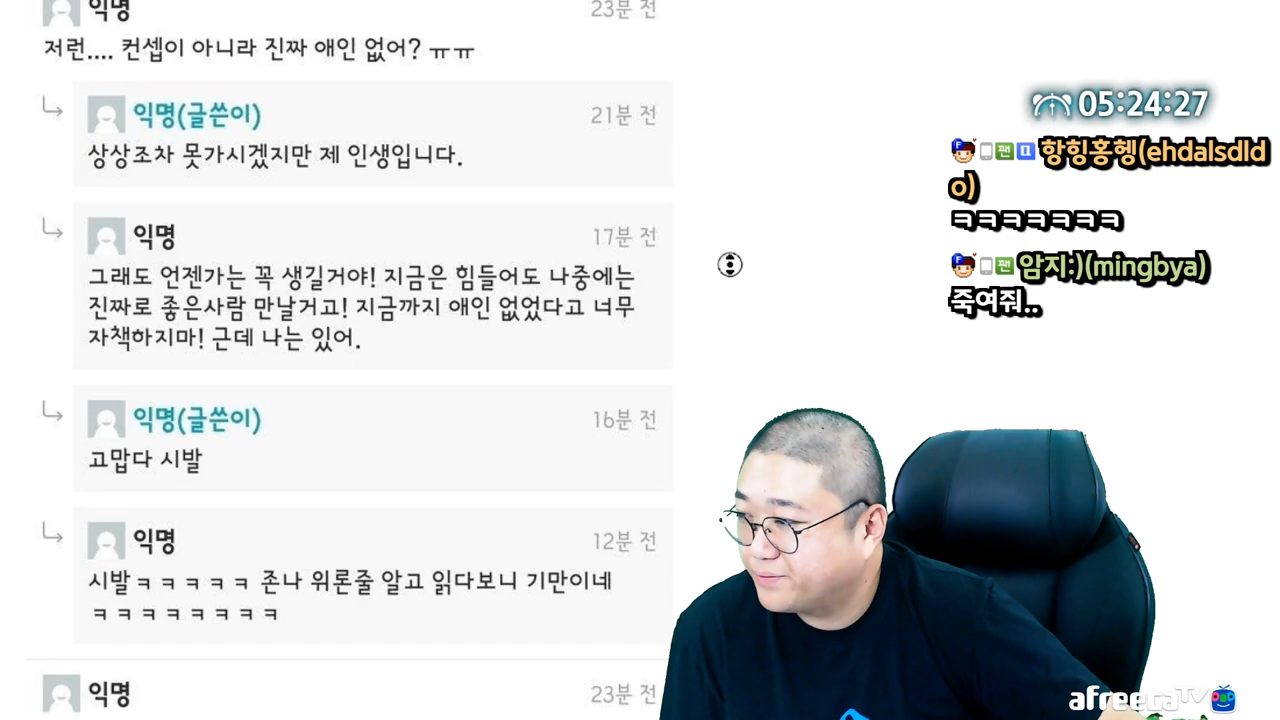 익명
23분 전
저런.... 컨셉이 아니라 진짜 애인 없어? ㅠㅠ
익명(글쓴이)
21분 전
상상조차 못가시겠지만 제 인생입니다.
익명
17분 전
그래도 언젠가는 꼭 생길거야! 지금은 힘들어도 나중에는
진짜로 좋은사람 만날거고! 지금까지 애인 없었다고 너무
자책하지마! 근데 나는 있어.
익명(글쓴이)
16분 전
고맙다 시발
익명
12분 전
시발ㅋㅋㅋㅋㅋ 존나 위론줄 알고 읽다보니 기만이네
ㅋㅋㅋㅋㅋㅋㅋㅋ
익명
23분 전
05:24:27
팬 항힝홍헹(ehdalsdld
o)
ㅋㅋㅋㅋㅋㅋㅋ
팬 암지:)(mingbya)
죽여줘..
afreecaTV